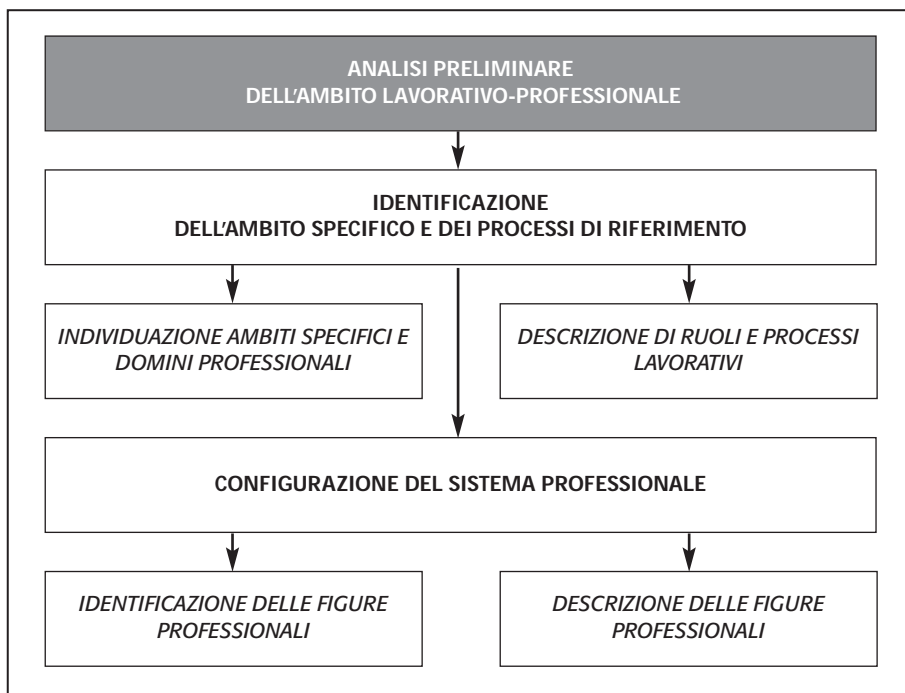 ANALISI PRELIMINARE
DELL'AMBITO LAVORATIVO-PROFESSIONALE
IDENTIFICAZIONE
DELL'AMBITO SPECIFICO E DEI PROCESSI DI RIFERIMENTO
INDIVIDUAZIONE AMBITI SPECIFICI E
DOMINI PROFESSIONALI
DESCRIZIONE DI RUOLI E PROCESSI
LAVORATIVI
CONFIGURAZIONE DEL SISTEMA PROFESSIONALE
IDENTIFICAZIONE DELLE FIGURE
PROFESSIONALI
DESCRIZIONE DELLE FIGURE
PROFESSIONALI